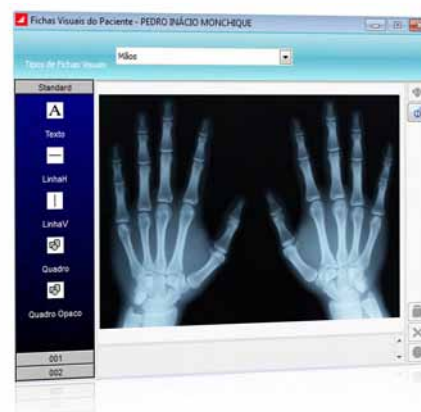 Fichas Visuais do Paciente - PEDRO INÁCIO MONCHIQUE
Tipos de Fichas Visuais
Mãos
Standard
A
Texto
LinhaH
LinhaV
Quadro
Quadro Opaco
001
002